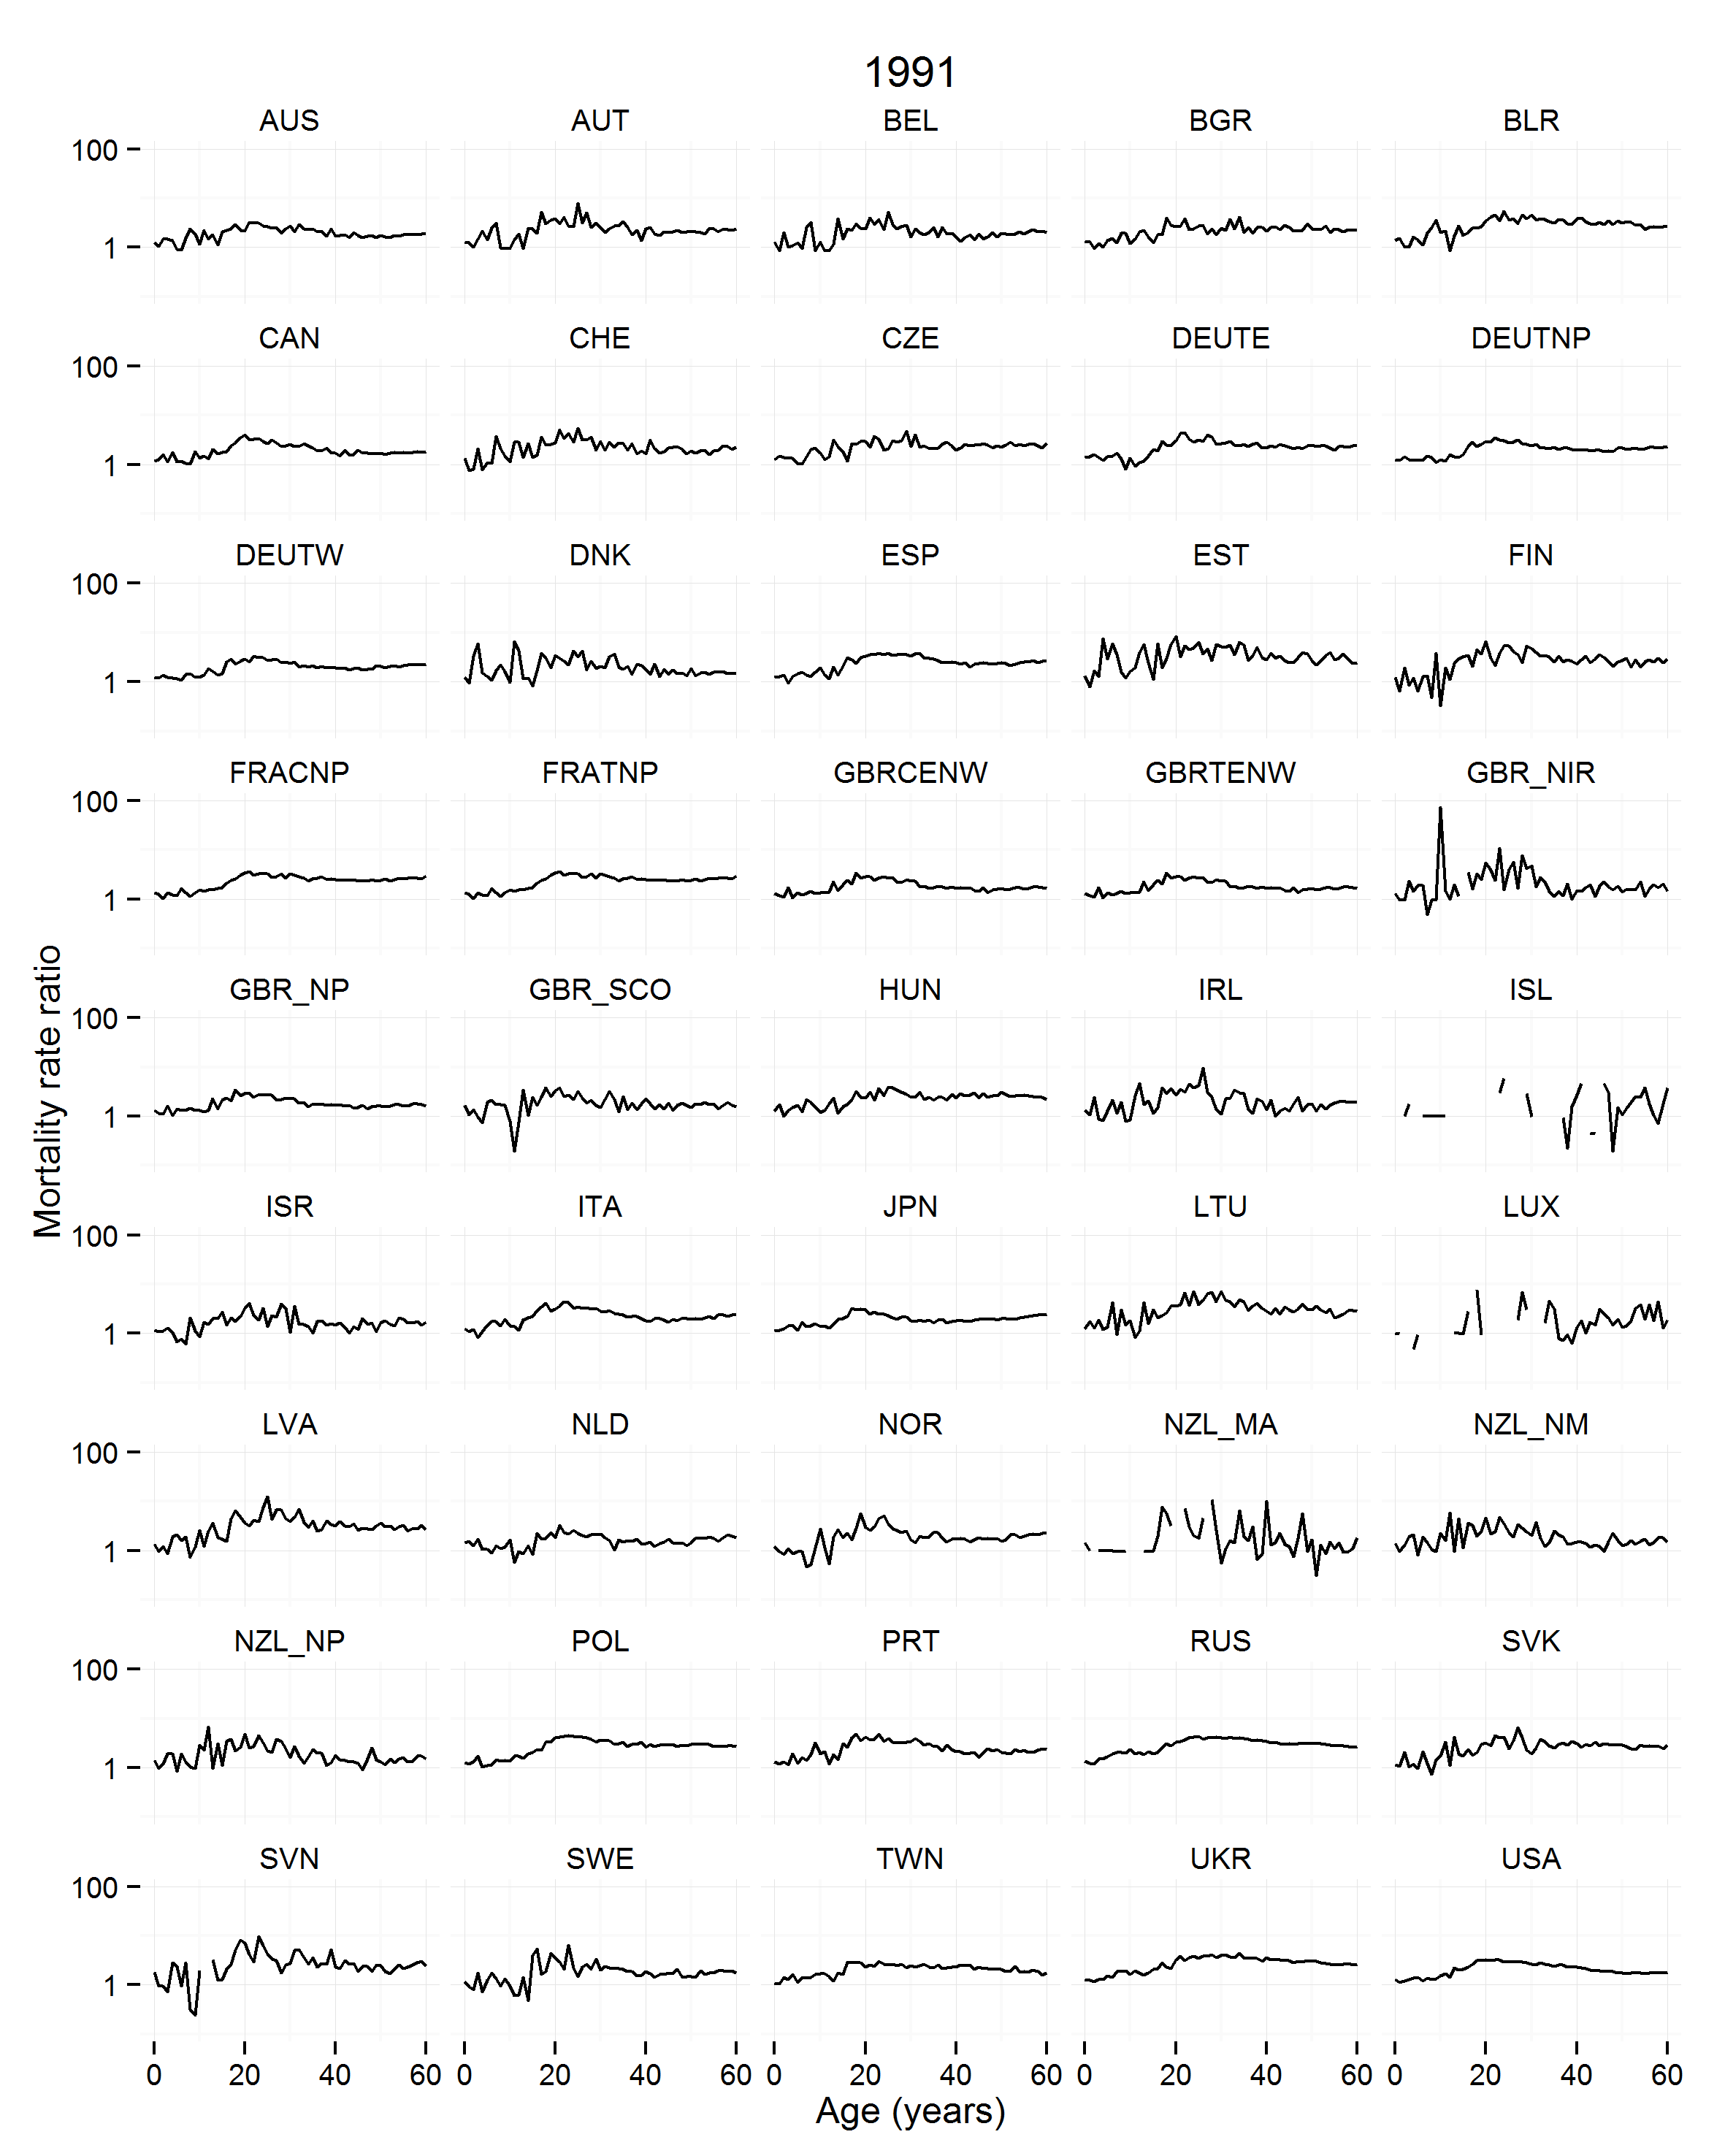 1991
AUS AUT BEL BGR BLR
100
1
CAN CHE CZE DEUTE DEUTNP
100
1
DEUTW DNK ESP EST FIN
100
1
FRACNP FRATNP GBRCENW GBRTENW GBR_NIR
100
1
GBR_NP GBR_SCO HUN IRL ISL
100
1
Mortality rate ratio
ISR ITA JPN LTU LUX
100
1
LVA NLD NOR NZL_MA NZL_NM
100
1
NZL_NP POL PRT RUS SVK
100
1
SVN SWE TWN UKR USA
100
1
0 20 40 60 0 20 40 60 0 20 40 60 0 20 40 60 0 20 40 60
Age (years)